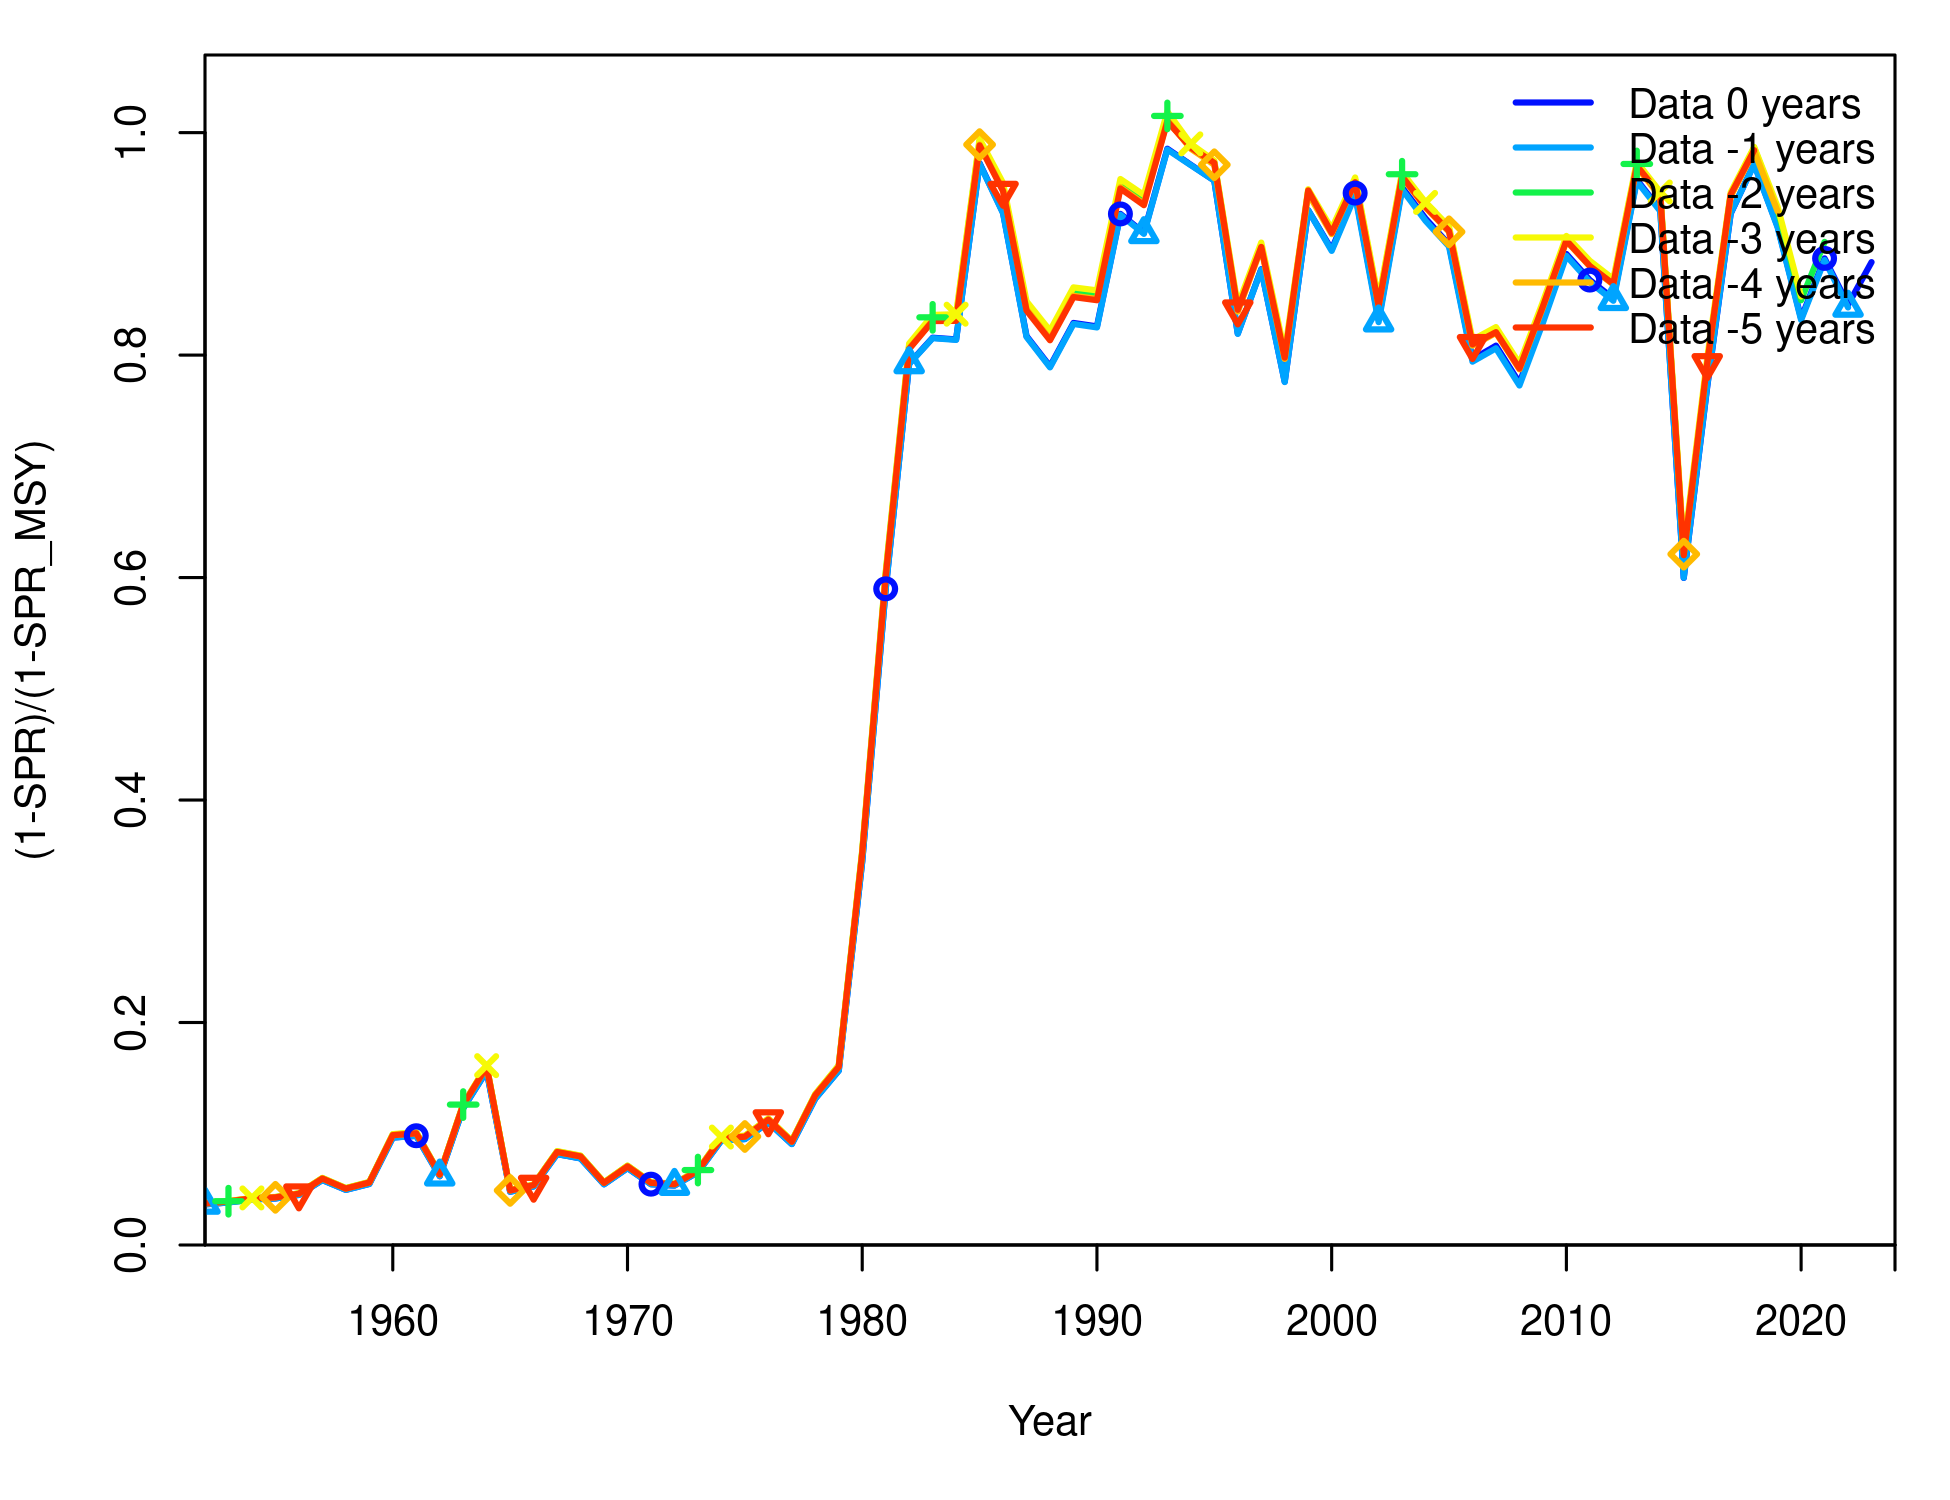 Data 0 years
Data -1 years
Data -2 years
Data -3 years
Data -4 years
Data -5 years
(1-SPR)/(1-SPR_MSY)
1.0
0.8
0.6
0.4
0.2
0.0
1960 1970 1980 1990 2000 2010 2020
Year